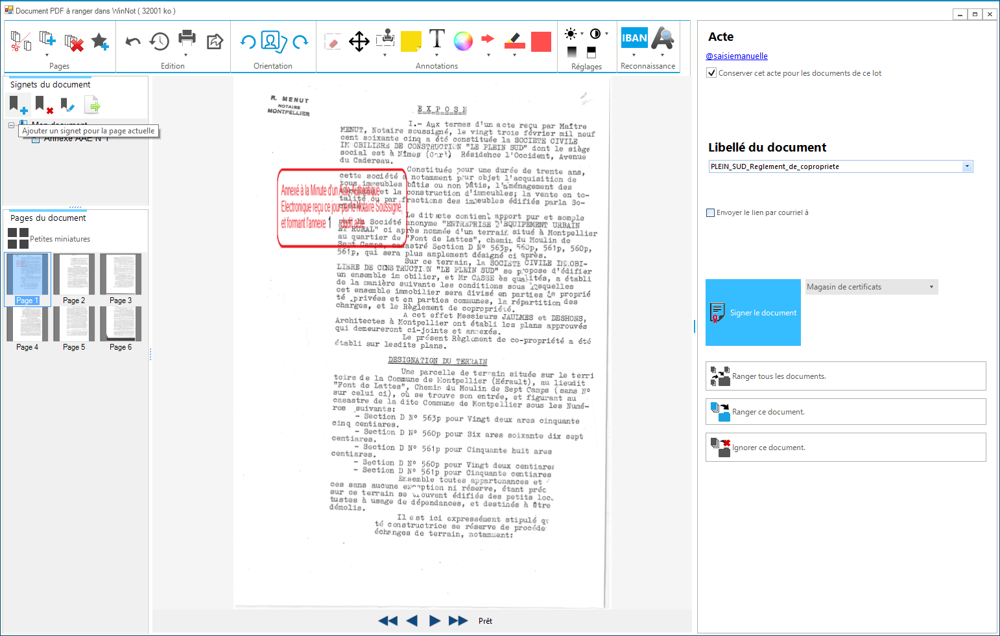 Document PDF à ranger dans WinNot ( 32001 ko )
Pages
Edition
Orientation
Annotations
Réglages
IBAN
Reconnaissance
Signets du document
Mon document
Ajouter un signet pour la page actuelle
Annexe AAE N°1
Pages du document
Petites miniatures
Page 1
Page 2
Page 3
Page 4
Page 5
Page 6
R. MENUT
NOTAIRE
MONTPELLIER
EXPOSE
I.- Aux termes d'un acte reçu par Maître
MENUT, Notaire soussigné, le vingt trois février mil neuf
cent soixante cinq a été constituée la SOCIETE CIVILE
IMMOBILIERE DE CONSTRUCTION "LE PLEIN SUD" dont le siège
social est à Nîmes (Gard) Résidence l'Occident, Avenue
du Cadereau.
Constituée pour une durée de trente ans,
cette société a notamment pour objet l'acquisition de
tous immeubles bâtis ou non bâtis, l'aménagement des
et la construction d'immeubles; la vente en to-
talité ou par fractions des immeubles édifiés parla So-
Annexé à la Minute d'un Acte Authentique
Electronique reçu ce jour par le Notaire Soussigné,
et formant l'annexe 1 dudit acte
Le dit acte contient apport pur et somple
la Société anonyme "ENTREPRISE D'EQUIPEMENT URBAIN
ET RURAL" ci après nommée d'un terrain situé à Montpellier
au quartier de "Font de Lattes", chemin du Moulin de
Sept Camps, cadastré Section D N° 563p, 560p, 561p, 560p,
561p, qui sera plus amplement désigné ci après.
Sur ce terrain, la SOCIETE CIVILE IMMOBI-
LIERE DE CONSTRUCTION "LE PLEIN SUD" se propose d'édifier
un ensemble im obilier, et Mr CASSE ès qualités, a établi
de la manière suivante les conditions sous lesquelles
cet ensemble immobilier sera divisé en parties de proprié
té privées et en parties communes, la répartition des
charges, et le Règlement de copropriété.
A cet effet Messieurs JAULMES et DESHONS,
Architectes à Montpellier ont établi les plans approuvés
qui demeureront ci-joints et annexés.
Le présent Règlement de co-propriété a été
établi sur lesdits plans.
DESIGNATION DU TERRAIN
Une parcelle de terrain située sur le terri
toire de la Commune de Montpellier (Hérault), au lieudit
"Font de Lattes", Chemin du Moulin de Sept Camps (sans N°
sur celui ci), où se trouve son entrée, et figurant au
casastre de la dite Commune de Montpellier sous les Numé-
ros suivants:
- Section D N° 563p pour Vingt deux ares cinquante
cinq centiares.
- Section D N° 560p pour Six ares soixante dix sept
centiares.
- Section D N° 561p pour Cinquante huit ares
centiares.
- Section D N° 560p pour Vingt deux centiares
- Section D N° 561p pour Cinquante centiares
Ensemble toutes appartenances et
ces sans aucune exception ni réserve, étant préc
sur ce terrain se trouvent édifiés des petits loc
tustes à usage de dépendances, et destinés à être
démolis.
Il est ici expressément stipulé qu
té constructrice se réserve de procéde
échanges de terrain, notamment:
Prêt
Acte
@saisiemanuelle
Conserver cet acte pour les documents de ce lot
Libellé du document
PLEIN_SUD_Reglement_de_copropriete
Envoyer le lien par courriel à
Signer le document
Magasin de certificats
Ranger tous les documents.
Ranger ce document.
Ignorer ce document.